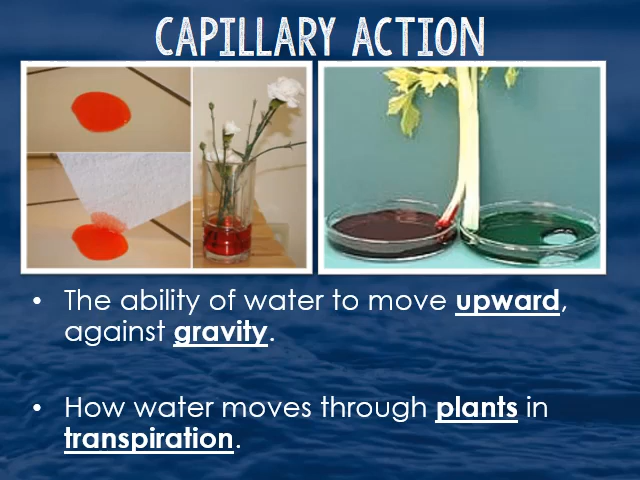 CAPILLARY ACTION
• The ability of water to move upward,
against gravity.
• How water moves through plants in
transpiration.